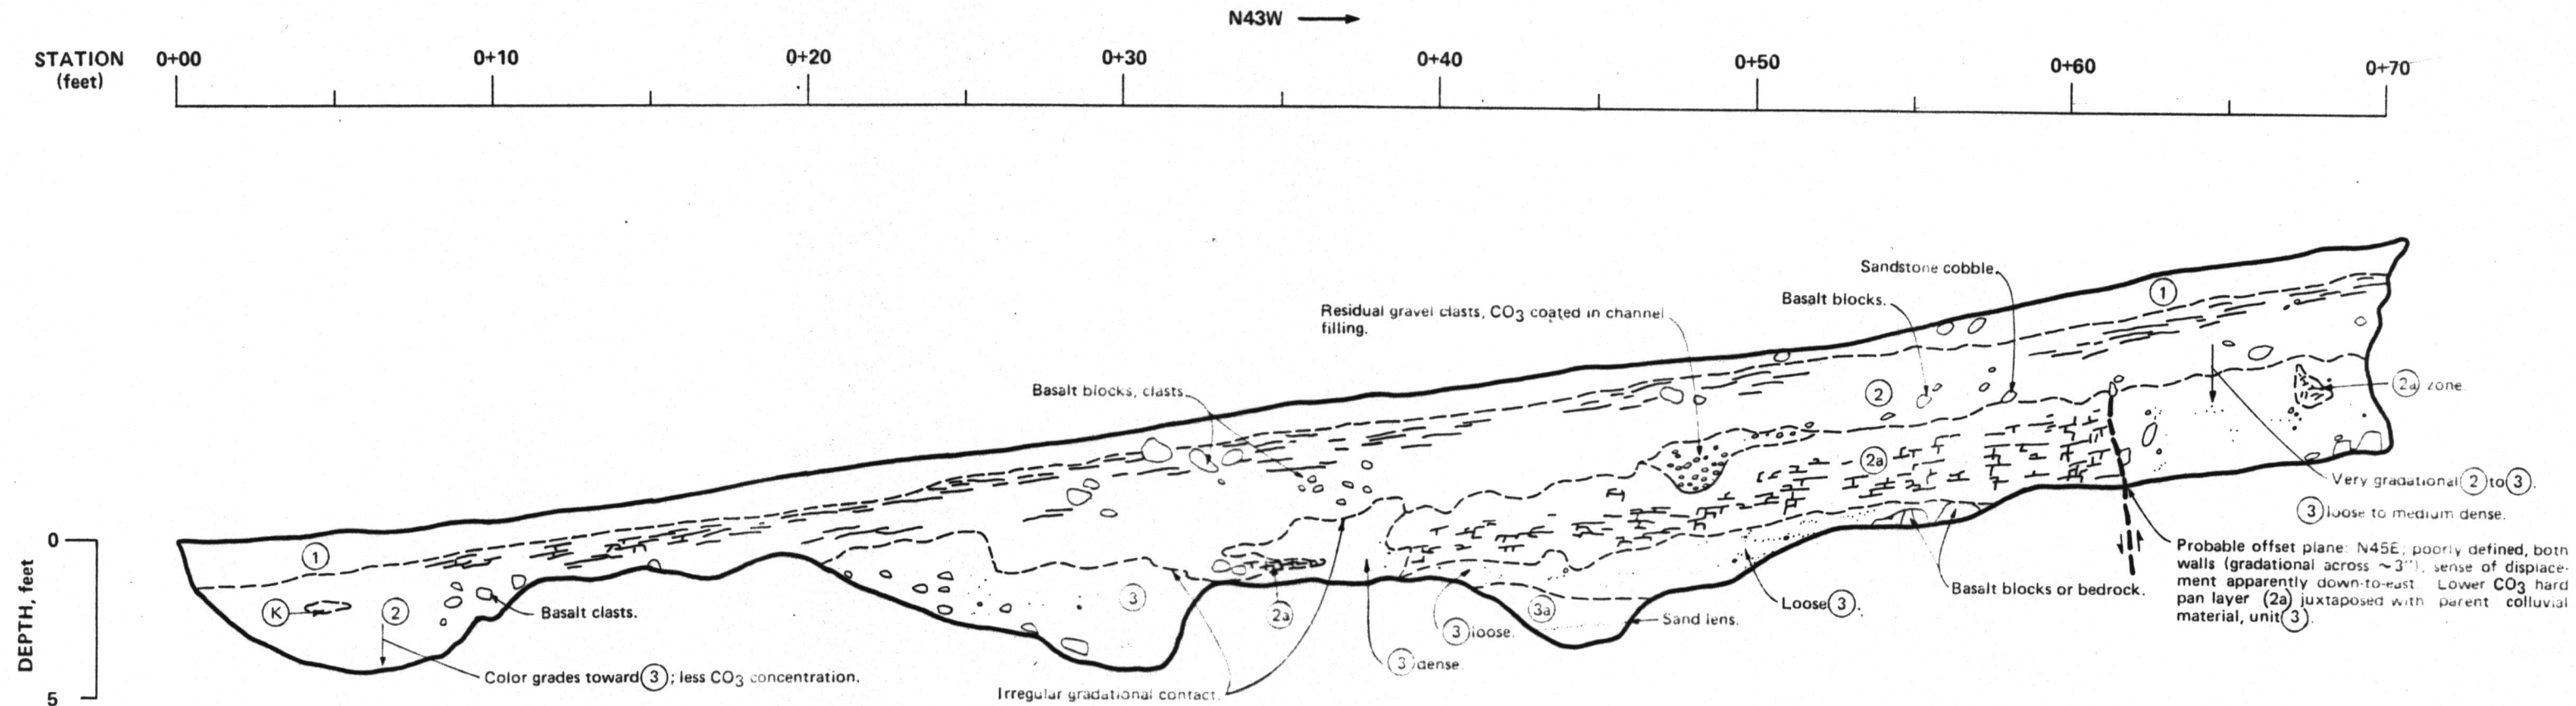 N43W
STATION
(feet)
0+00
0+10
0+20
0+30
0+40
0+50
0+60
0+70
Sandstone cobble.
Basalt blocks.
1
Residual gravel clasts, CO3 coated in channel
filling.
Basalt blocks, clasts.
2
2a zone.
2a
Very gradational 2 to 3.
3 loose to medium dense.
DEPTH, feet
0
5
1
K
2
Basalt clasts.
Color grades toward 3; less CO3 concentration.
3
2a
Irregular gradational contact.
3 dense.
3 loose.
3a
Sand lens.
Loose 3.
Basalt blocks or bedrock.
Probable offset plane: N45E; poorly defined, both
walls (gradational across ~3"), sense of displace-
ment apparently down-to-east. Lower CO3 hard
pan layer (2a) juxtaposed with parent colluvial
material, unit 3.